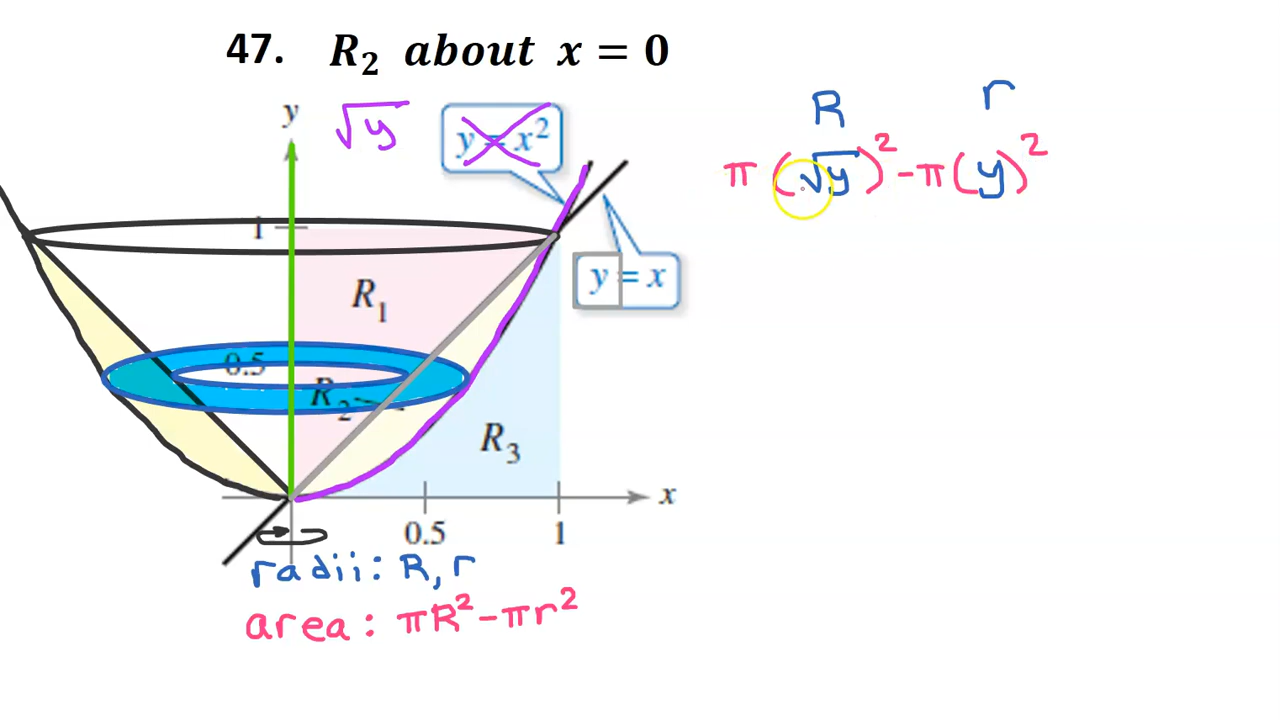 47. R₂ about x = 0
y
√y
y = x²
R
r
π(√y)² - π(y)²
1
y = x
R₁
0.5
R₂
R₃
x
0.5
1
radii: R, r
area: πR² - πr²